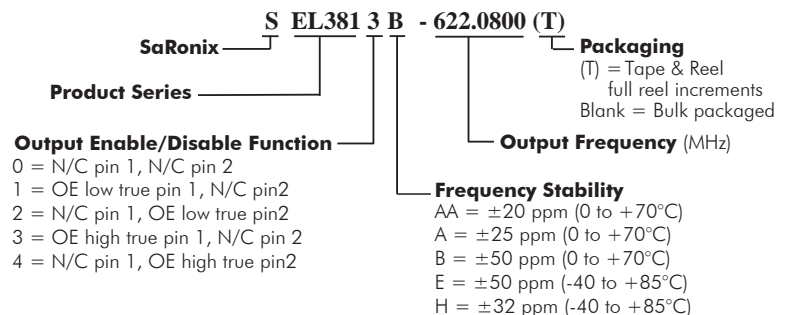 S EL381 3 B - 622.0800 (T)
SaRonix
Product Series
Output Enable/Disable Function
0 = N/C pin 1, N/C pin 2
1 = OE low true pin 1, N/C pin2
2 = N/C pin 1, OE low true pin2
3 = OE high true pin 1, N/C pin 2
4 = N/C pin 1, OE high true pin2
Packaging
(T) = Tape & Reel
full reel increments
Blank = Bulk packaged
Output Frequency (MHz)
Frequency Stability
AA = ±20 ppm (0 to +70°C)
A = ±25 ppm (0 to +70°C)
B = ±50 ppm (0 to +70°C)
E = ±50 ppm (-40 to +85°C)
H = ±32 ppm (-40 to +85°C)